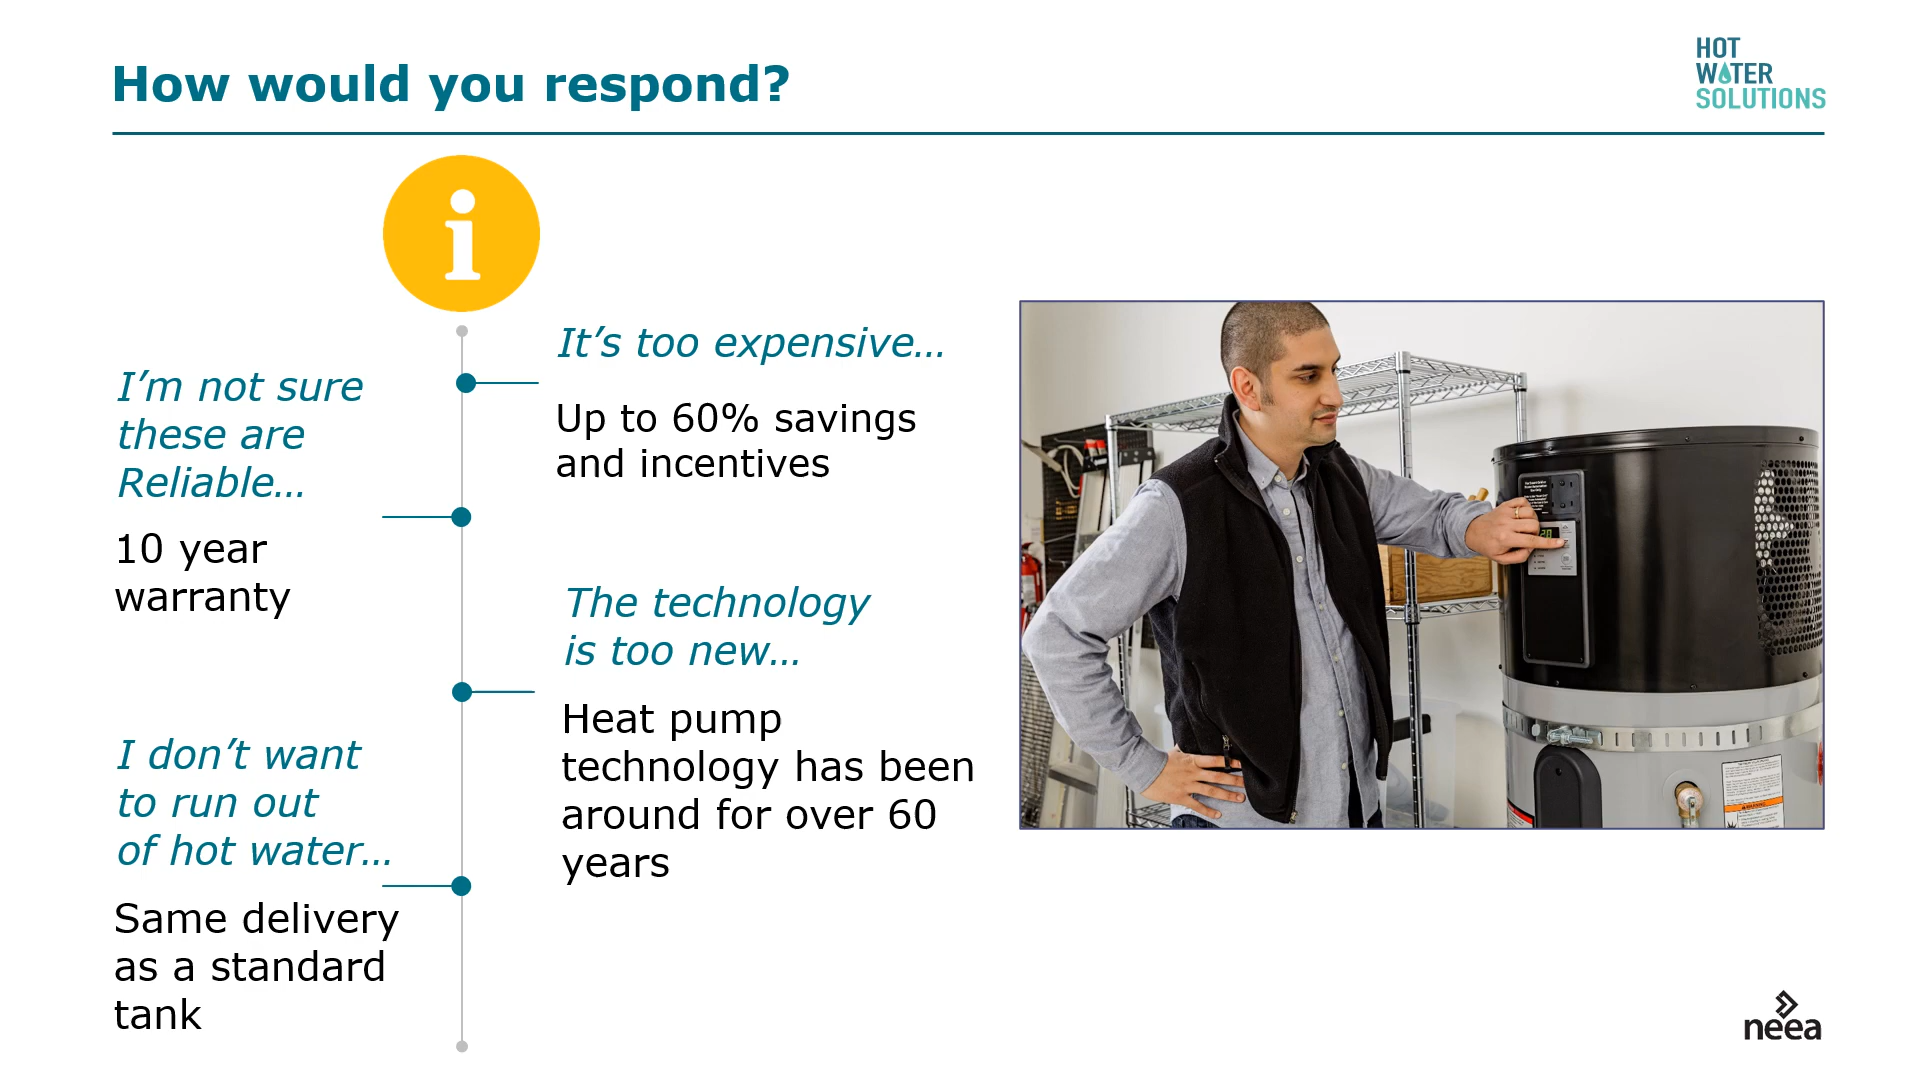 How would you respond?
HOT
WATER
SOLUTIONS
i
It’s too expensive…
Up to 60% savings
and incentives
I’m not sure
these are
Reliable…
10 year
warranty
The technology
is too new…
Heat pump
technology has been
around for over 60
years
I don’t want
to run out
of hot water…
Same delivery
as a standard
tank
neea